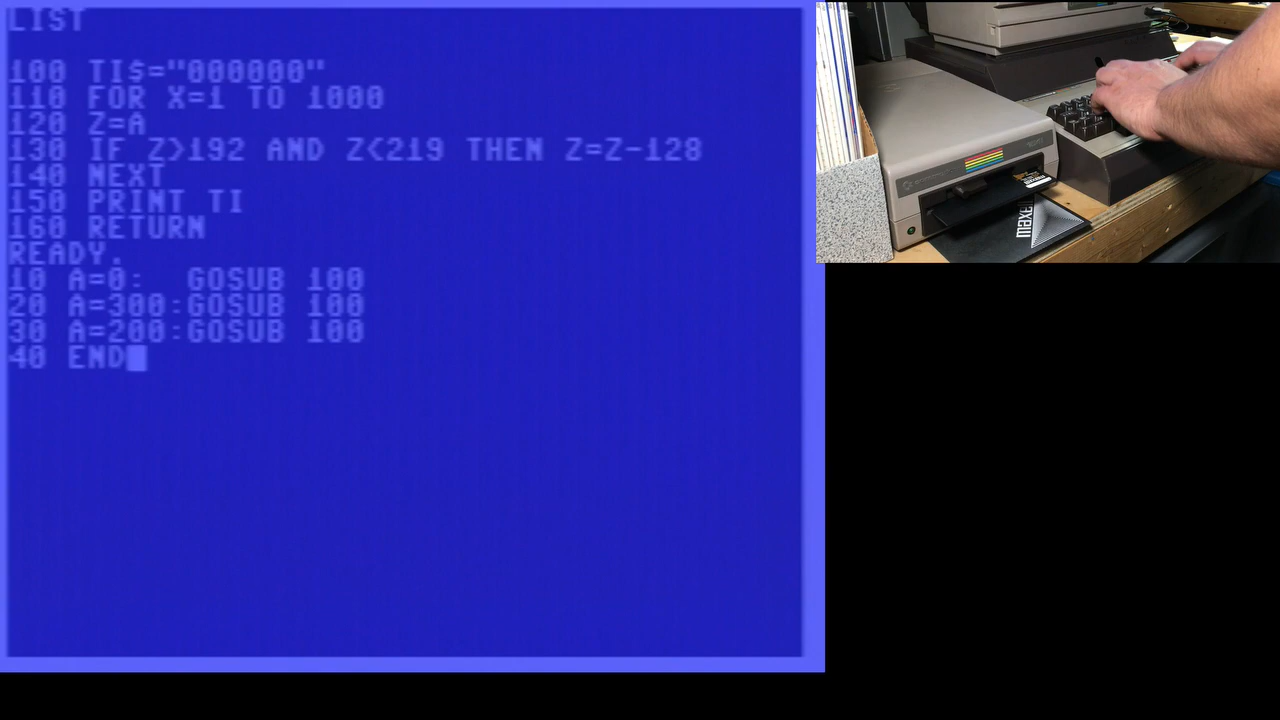 LIST
100 TI$="000000"
110 FOR X=1 TO 1000
120 Z=A
130 IF Z>192 AND Z<219 THEN Z=Z-128
140 NEXT
150 PRINT TI
160 RETURN
READY.
10 A=0:  GOSUB 100
20 A=300:GOSUB 100
30 A=200:GOSUB 100
40 END
maxell